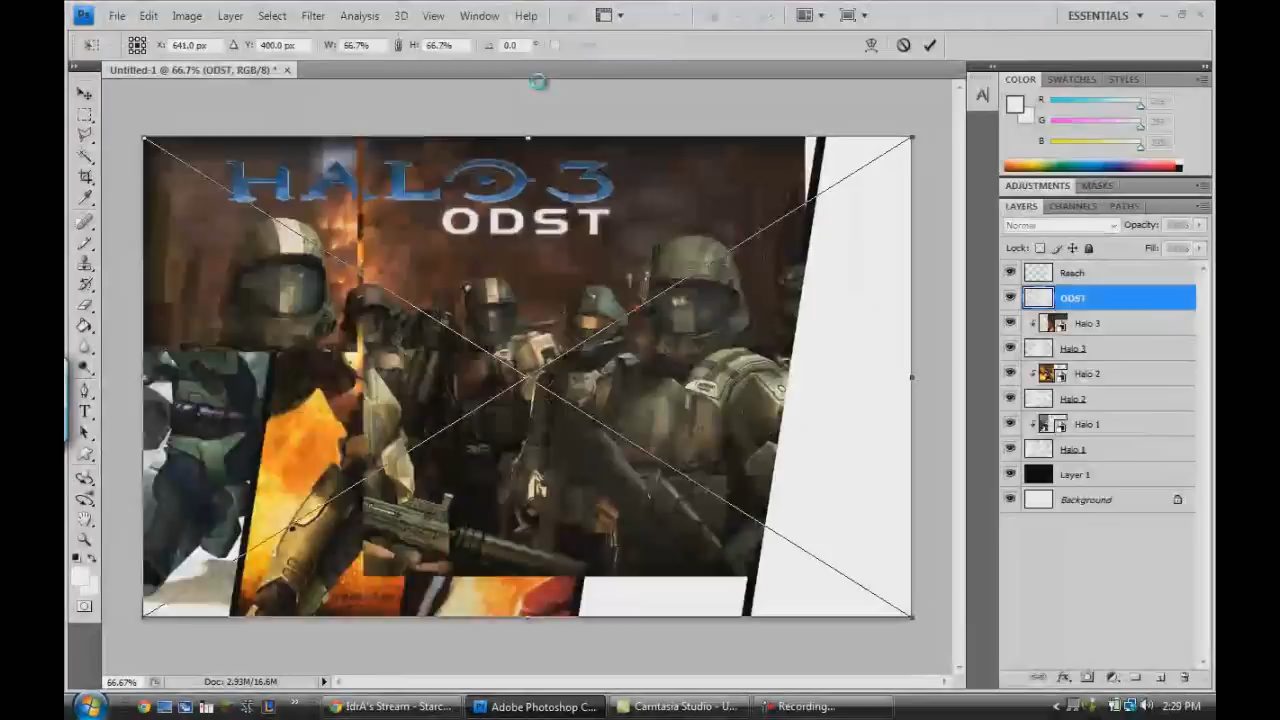 Ps File Edit Image Layer Select Filter Analysis 3D View Window Help ESSENTIALS
X: 641.0 px Y: 400.0 px W: 66.7% H: 66.7% 0.0 °
Untitled-1 @ 66.7% (ODST, RGB/8) *
COLOR SWATCHES STYLES
R
G
B
ADJUSTMENTS MASKS
LAYERS CHANNELS PATHS
Normal Opacity:
Lock: Fill:
Reach
ODST
Halo 3
Halo 3
Halo 2
Halo 2
Halo 1
Halo 1
Layer 1
Background
HALO 3
ODST
66.67% Doc: 2.93M/16.6M
IdrA's Stream - Starc... Adobe Photoshop C... Camtasia Studio - U... Recording... 2:29 PM